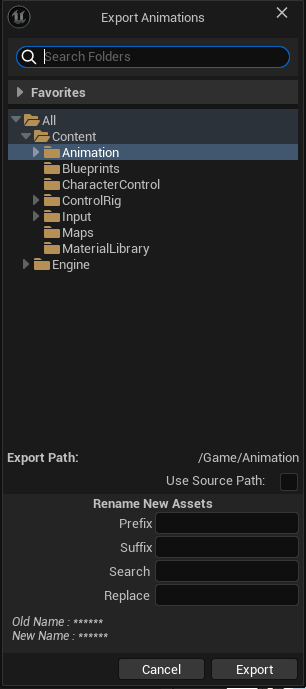 Export Animations
Search Folders
Favorites
All
Content
Animation
Blueprints
CharacterControl
ControlRig
Input
Maps
MaterialLibrary
Engine
Export Path: /Game/Animation
Use Source Path:
Rename New Assets
Prefix
Suffix
Search
Replace
Old Name : ******
New Name : ******
Cancel Export